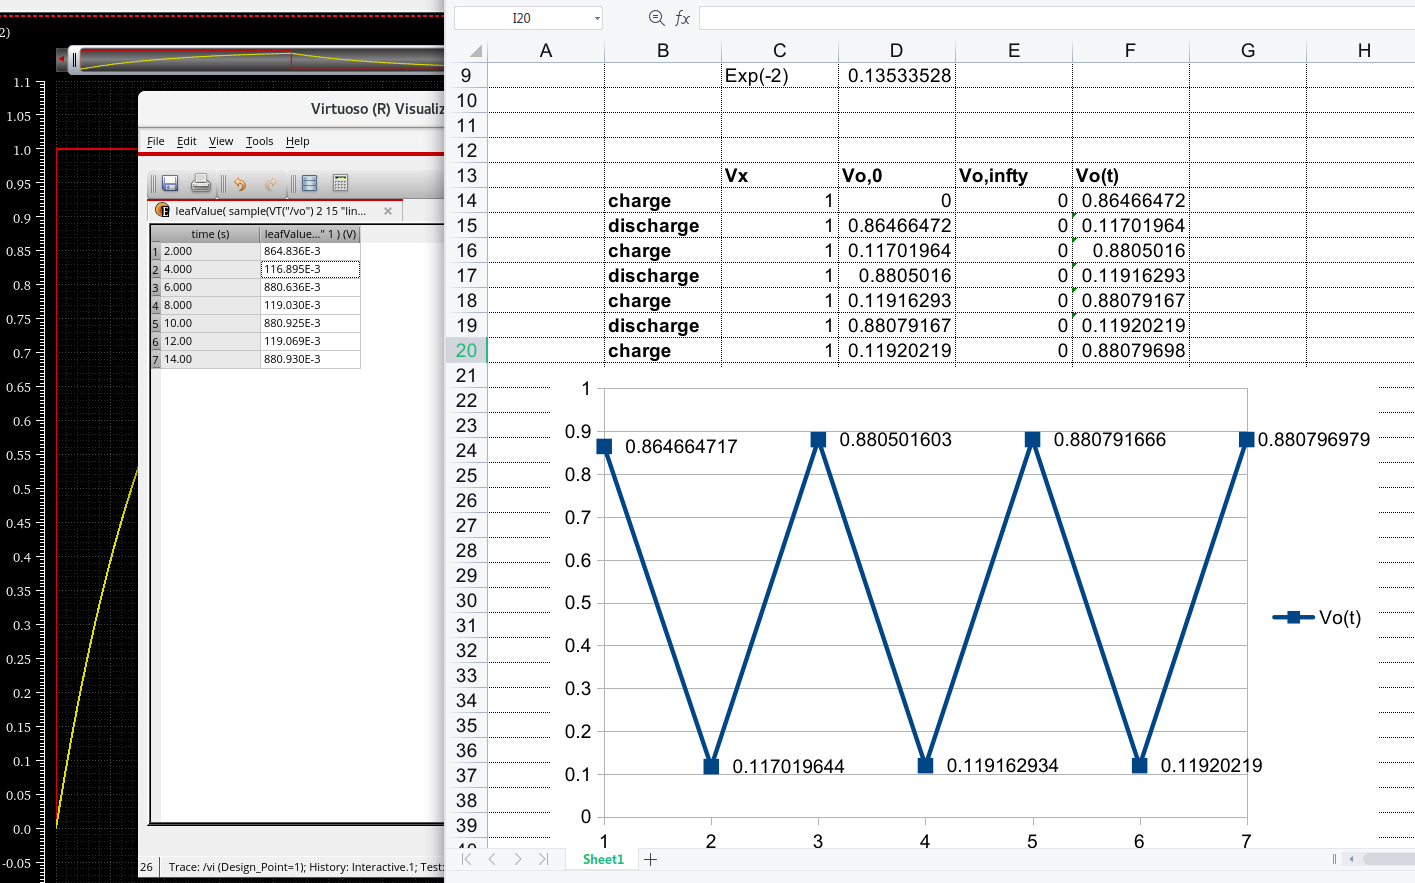 2)
1.1
1.05
1.0
0.95
0.9
0.85
0.8
0.75
0.7
0.65
0.6
0.55
0.5
0.45
0.4
0.35
0.3
0.25
0.2
0.15
0.1
0.05
0.0
-0.05
Virtuoso (R) Visualiz
File Edit View Tools Help
leafValue( sample(VT("/vo") 2 15 "lin...
time (s) leafValue..." 1 ) (V)
1 2.000 864.836E-3
2 4.000 116.895E-3
3 6.000 880.636E-3
4 8.000 119.030E-3
5 10.00 880.925E-3
6 12.00 119.069E-3
7 14.00 880.930E-3
26 Trace: /vi (Design_Point=1); History: Interactive.1; Test:
I20 fx
A B C D E F G H
9 Exp(-2) 0.13533528
10
11
12
13 Vx Vo,0 Vo,infty Vo(t)
14 charge 1 0 0 0.86466472
15 discharge 1 0.86466472 0 0.11701964
16 charge 1 0.11701964 0 0.8805016
17 discharge 1 0.8805016 0 0.11916293
18 charge 1 0.11916293 0 0.88079167
19 discharge 1 0.88079167 0 0.11920219
20 charge 1 0.11920219 0 0.88079698
21
22
23
24
25
26
27
28
29
30
31
32
33
34
35
36
37
38
39
1
0.9
0.8
0.7
0.6
0.5
0.4
0.3
0.2
0.1
0
0.864664717
0.880501603
0.880791666
0.880796979
0.117019644
0.119162934
0.11920219
Vo(t)
1 2 3 4 5 6 7
Sheet1